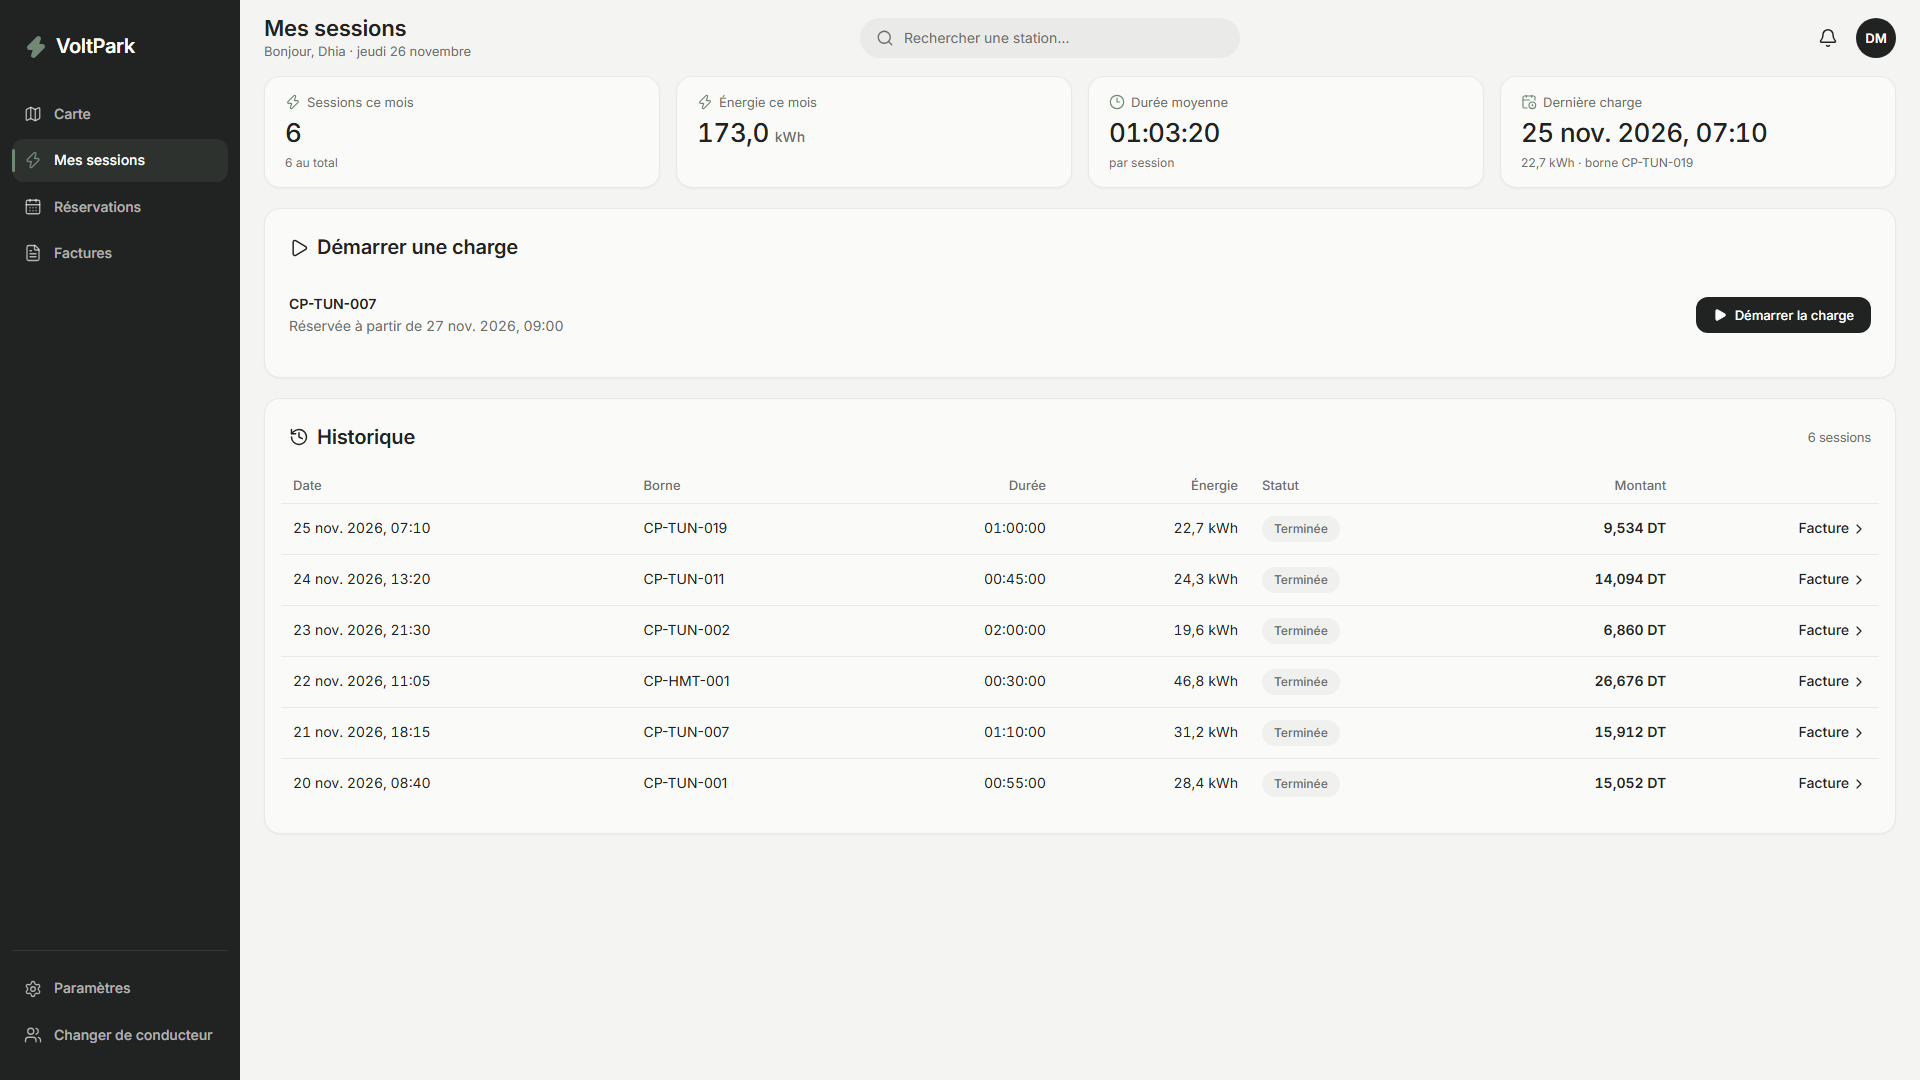 VoltPark
Carte
Mes sessions
Réservations
Factures
Paramètres
Changer de conducteur
Mes sessions
Bonjour, Dhia · jeudi 26 novembre
Rechercher une station...
DM
Sessions ce mois
6
6 au total
Énergie ce mois
173,0 kWh
Durée moyenne
01:03:20
par session
Dernière charge
25 nov. 2026, 07:10
22,7 kWh · borne CP-TUN-019
Démarrer une charge
CP-TUN-007
Réservée à partir de 27 nov. 2026, 09:00
Démarrer la charge
Historique
6 sessions
Date Borne Durée Énergie Statut Montant
25 nov. 2026, 07:10 CP-TUN-019 01:00:00 22,7 kWh Terminée 9,534 DT Facture
24 nov. 2026, 13:20 CP-TUN-011 00:45:00 24,3 kWh Terminée 14,094 DT Facture
23 nov. 2026, 21:30 CP-TUN-002 02:00:00 19,6 kWh Terminée 6,860 DT Facture
22 nov. 2026, 11:05 CP-HMT-001 00:30:00 46,8 kWh Terminée 26,676 DT Facture
21 nov. 2026, 18:15 CP-TUN-007 01:10:00 31,2 kWh Terminée 15,912 DT Facture
20 nov. 2026, 08:40 CP-TUN-001 00:55:00 28,4 kWh Terminée 15,052 DT Facture